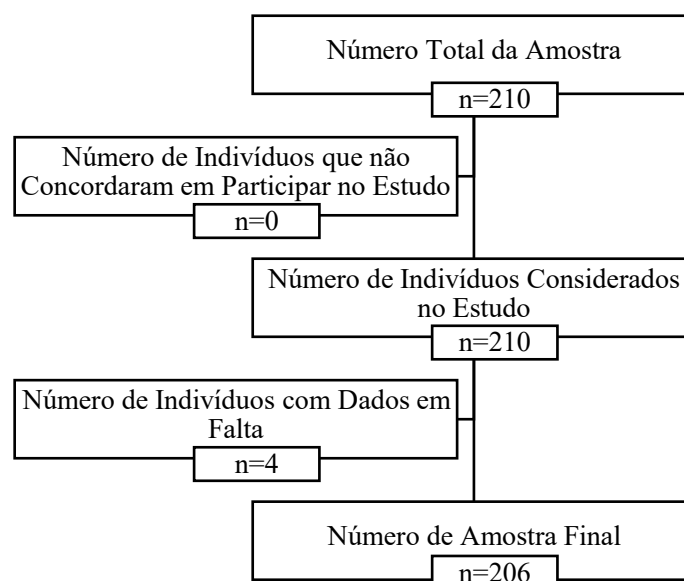 Número Total da Amostra
n=210
Número de Indivíduos que não
Concordaram em Participar no Estudo
n=0
Número de Indivíduos Considerados
no Estudo
n=210
Número de Indivíduos com Dados em
Falta
n=4
Número de Amostra Final
n=206